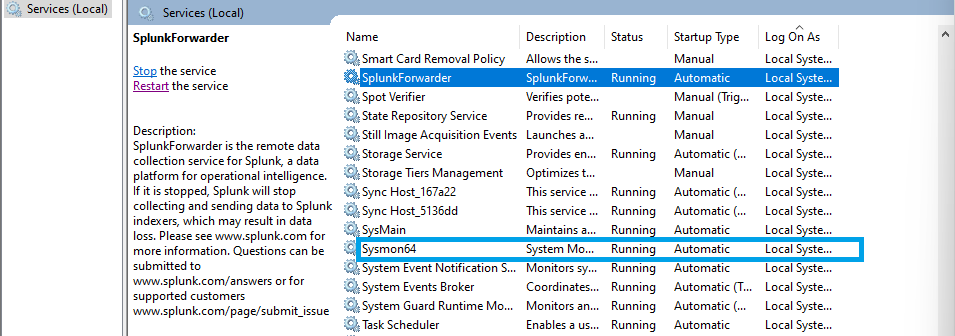 Services (Local)
Services (Local)
SplunkForwarder
Stop the service
Restart the service
Description:
SplunkForwarder is the remote data
collection service for Splunk, a data
platform for operational intelligence.
If it is stopped, Splunk will stop
collecting and sending data to Splunk
indexers, which may result in data
loss. Please see www.splunk.com for
more information. Questions can be
submitted to
www.splunk.com/answers or for
supported customers
www.splunk.com/page/submit_issue
Name Description Status Startup Type Log On As
Smart Card Removal Policy Allows the s... Manual Local Syste...
SplunkForwarder SplunkForw... Running Automatic Local Syste...
Spot Verifier Verifies pote... Manual (Trig... Local Syste...
State Repository Service Provides re... Running Manual Local Syste...
Still Image Acquisition Events Launches a... Manual Local Syste...
Storage Service Provides en... Running Automatic (... Local Syste...
Storage Tiers Management Optimizes t... Manual Local Syste...
Sync Host_167a22 This service ... Running Automatic (... Local Syste...
Sync Host_5136dd This service ... Running Automatic (... Local Syste...
SysMain Maintains a... Running Automatic Local Syste...
Sysmon64 System Mo... Running Automatic Local Syste...
System Event Notification S... Monitors sy... Running Automatic Local Syste...
System Events Broker Coordinates... Running Automatic (T... Local Syste...
System Guard Runtime Mo... Monitors an... Running Automatic (... Local Syste...
Task Scheduler Enables a us... Running Automatic Local Syste...